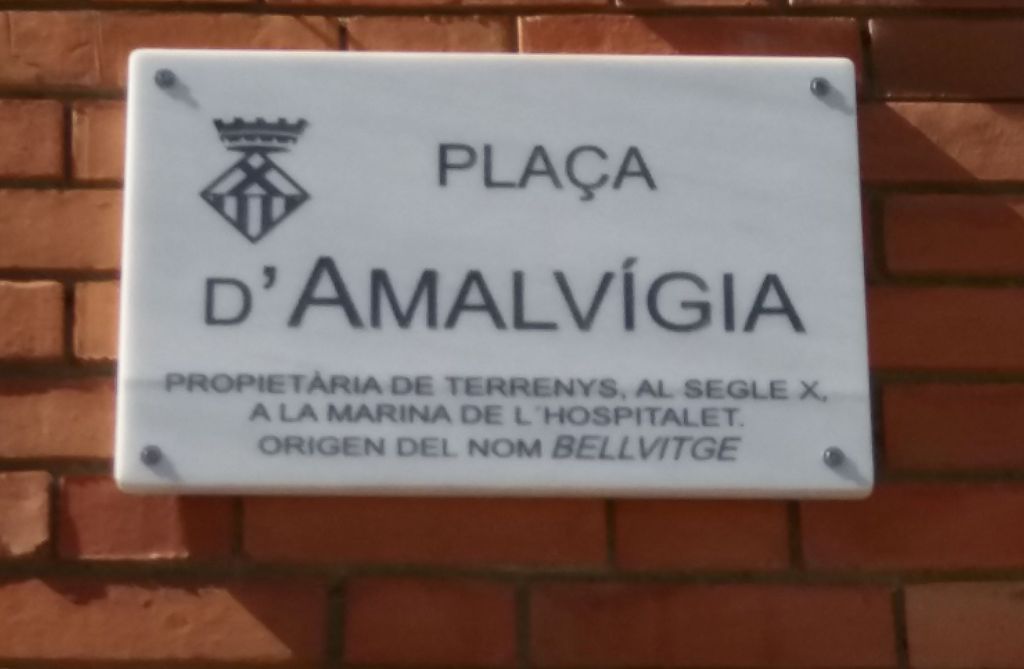 PLAÇA
D'AMALVÍGIA
PROPIETÀRIA DE TERRENYS, AL SEGLE X,
A LA MARINA DE L´HOSPITALET.
ORIGEN DEL NOM BELLVITGE